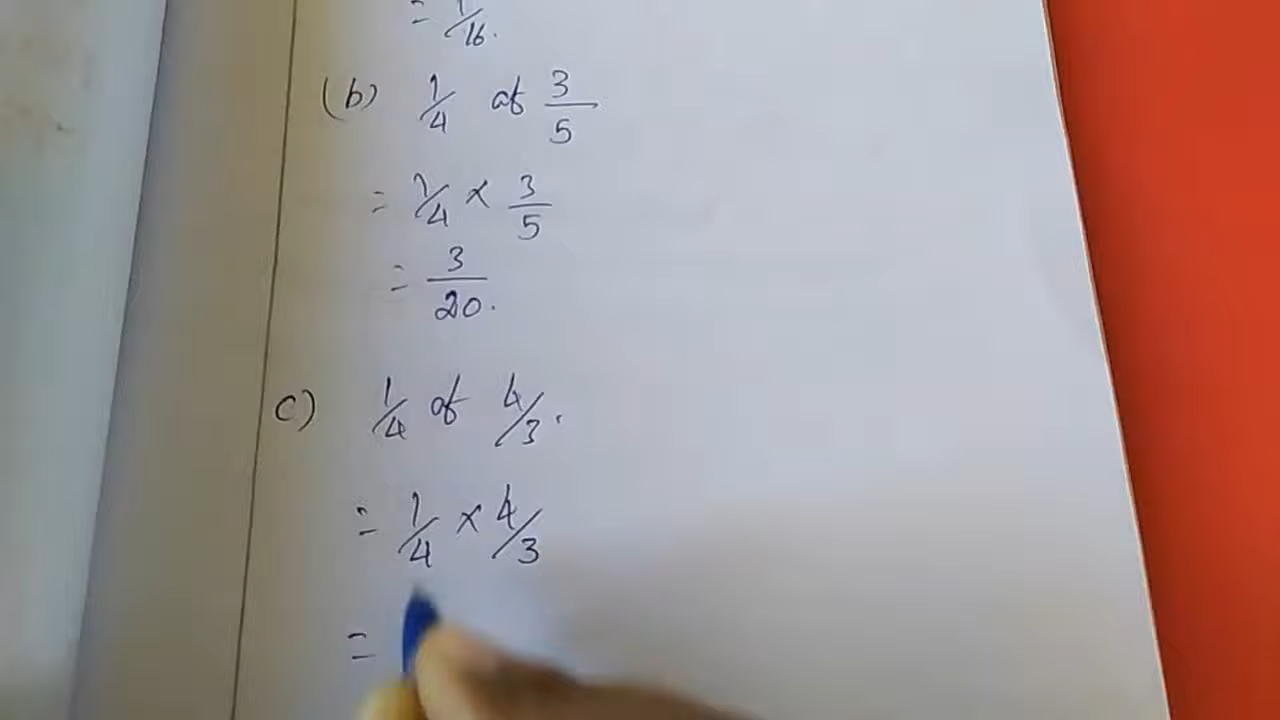 = 1/16.
(b) 1/4 of 3/5
= 1/4 × 3/5
= 3/20.
c) 1/4 of 4/3.
= 1/4 × 4/3
=